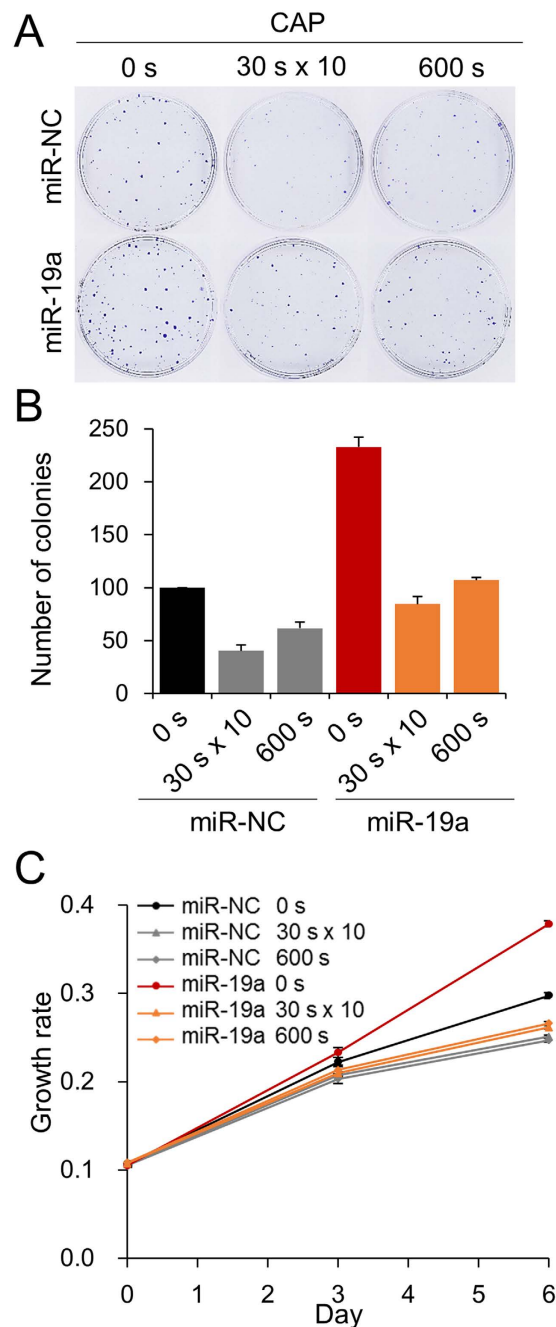 A
CAP
0 s 30 s x 10 600 s
miR-NC
miR-19a
B
Number of colonies
250
200
150
100
50
0
0 s 30 s x 10 600 s 0 s 30 s x 10 600 s
miR-NC miR-19a
C
Growth rate
0.4
0.3
0.2
0.1
0.0
miR-NC 0 s
miR-NC 30 s x 10
miR-NC 600 s
miR-19a 0 s
miR-19a 30 s x 10
miR-19a 600 s
0 1 2 3 4 5 6
Day